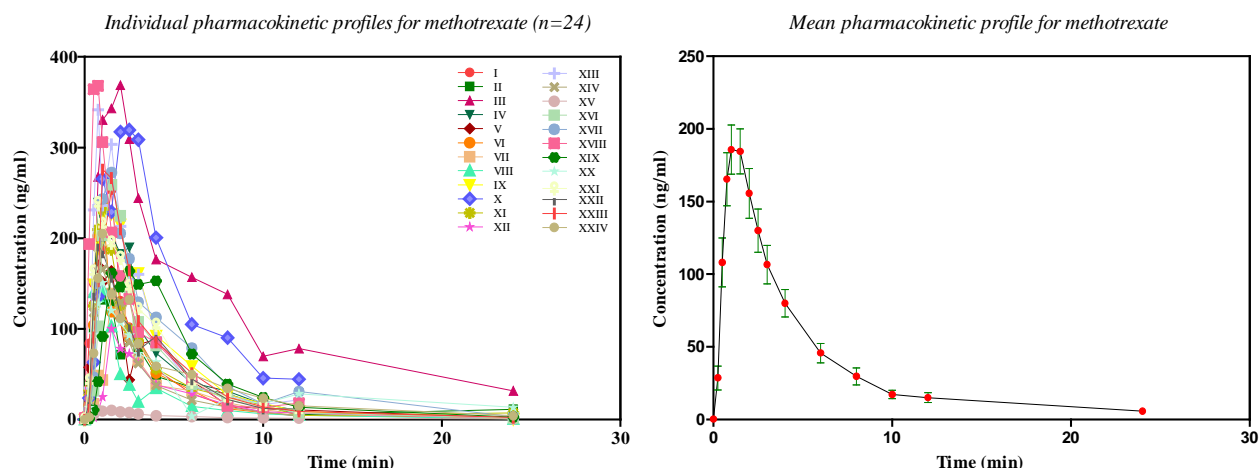 Individual pharmacokinetic profiles for methotrexate (n=24)
Concentration (ng/ml)
400
300
200
100
0
0
10
20
30
Time (min)
I
II
III
IV
V
VI
VII
VIII
IX
X
XI
XII
XIII
XIV
XV
XVI
XVII
XVIII
XIX
XX
XXI
XXII
XXIII
XXIV
Mean pharmacokinetic profile for methotrexate
Concentration (ng/ml)
250
200
150
100
50
0
0
10
20
30
Time (min)